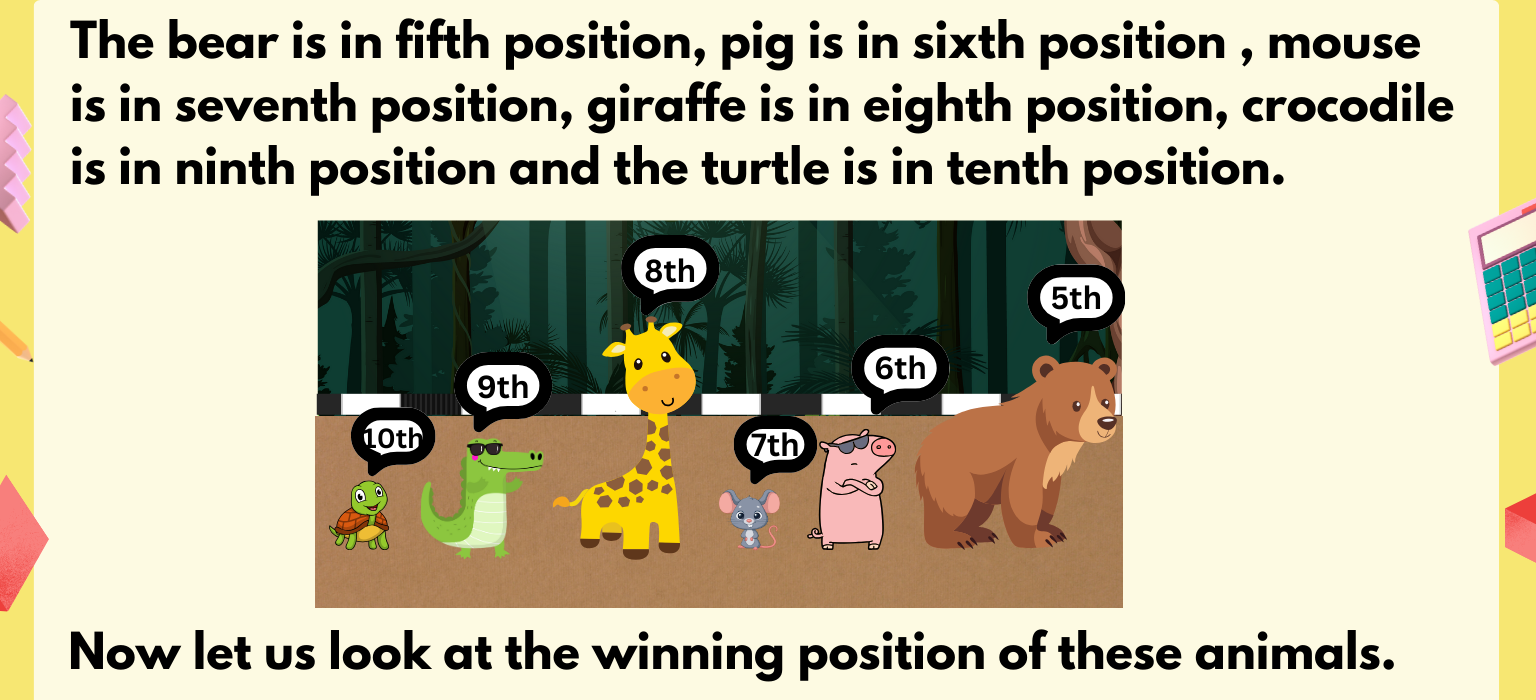 The bear is in fifth position, pig is in sixth position , mouse
is in seventh position, giraffe is in eighth position, crocodile
is in ninth position and the turtle is in tenth position.
8th
5th
6th
9th
10th
7th
Now let us look at the winning position of these animals.